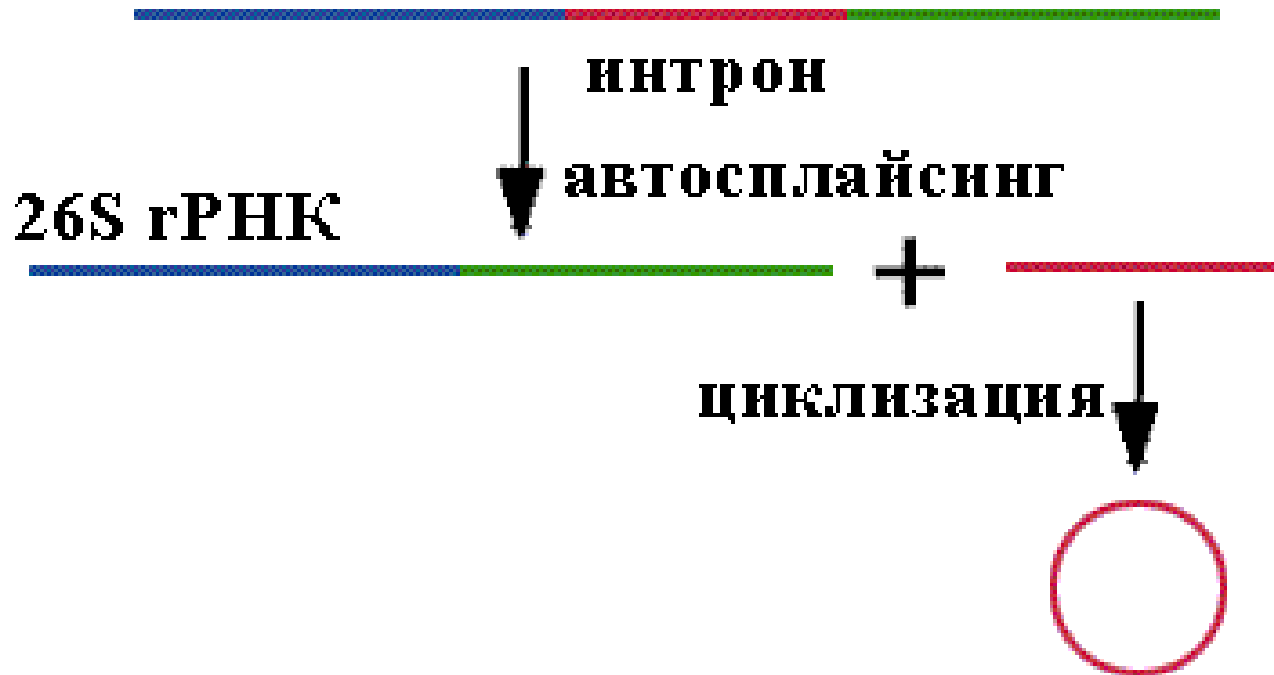 интрон
автосплайсинг
26S rРНК
+
циклизация